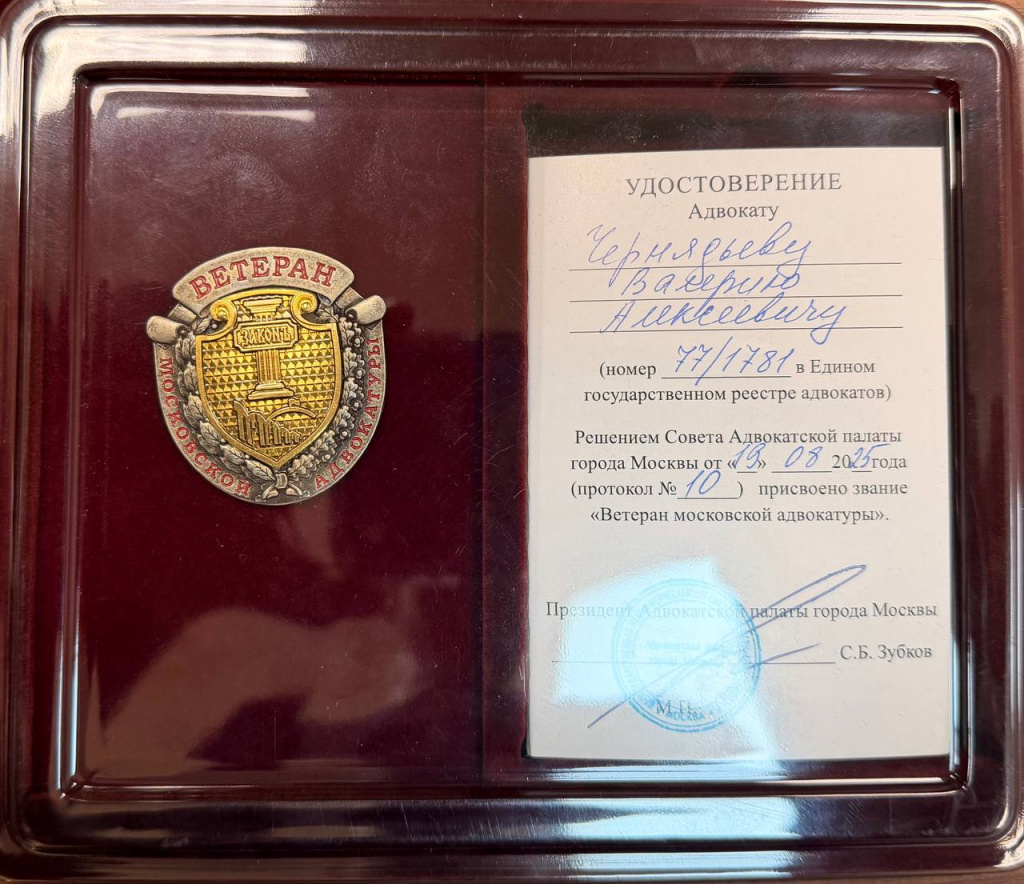 ВЕТЕРАН
ЗАКОНЪ
МОСКОВСКОЙ
АДВОКАТУРЫ
УДОСТОВЕРЕНИЕ
Адвокату
Чернядьеву
Валерию
Алексеевичу
(номер 77/1781 в Едином
государственном реестре адвокатов)
Решением Совета Адвокатской палаты
города Москвы от «19» 08 2025 года
(протокол № 10) присвоено звание
«Ветеран московской адвокатуры».
Президент Адвокатской палаты города Москвы
С.Б. Зубков
М.П.
МОСКВА